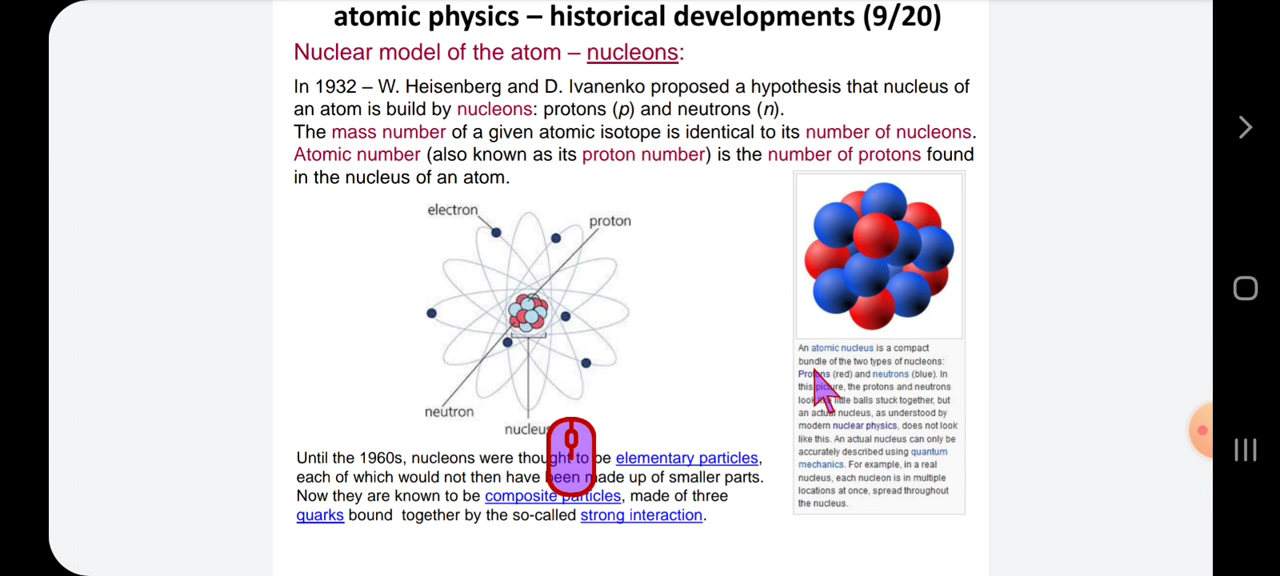 atomic physics – historical developments (9/20)
Nuclear model of the atom – nucleons:
In 1932 – W. Heisenberg and D. Ivanenko proposed a hypothesis that nucleus of
an atom is build by nucleons: protons (p) and neutrons (n).
The mass number of a given atomic isotope is identical to its number of nucleons.
Atomic number (also known as its proton number) is the number of protons found
in the nucleus of an atom.
electron
proton
neutron
nucleus
An atomic nucleus is a compact
bundle of the two types of nucleons:
Protons (red) and neutrons (blue). In
this picture, the protons and neutrons
look little balls stuck together, but
an actual nucleus, as understood by
modern nuclear physics, does not look
like this. An actual nucleus can only be
accurately described using quantum
mechanics. For example, in a real
nucleus, each nucleon is in multiple
locations at once, spread throughout
the nucleus.
Until the 1960s, nucleons were thought to be elementary particles,
each of which would not then have been made up of smaller parts.
Now they are known to be composite particles, made of three
quarks bound together by the so-called strong interaction.